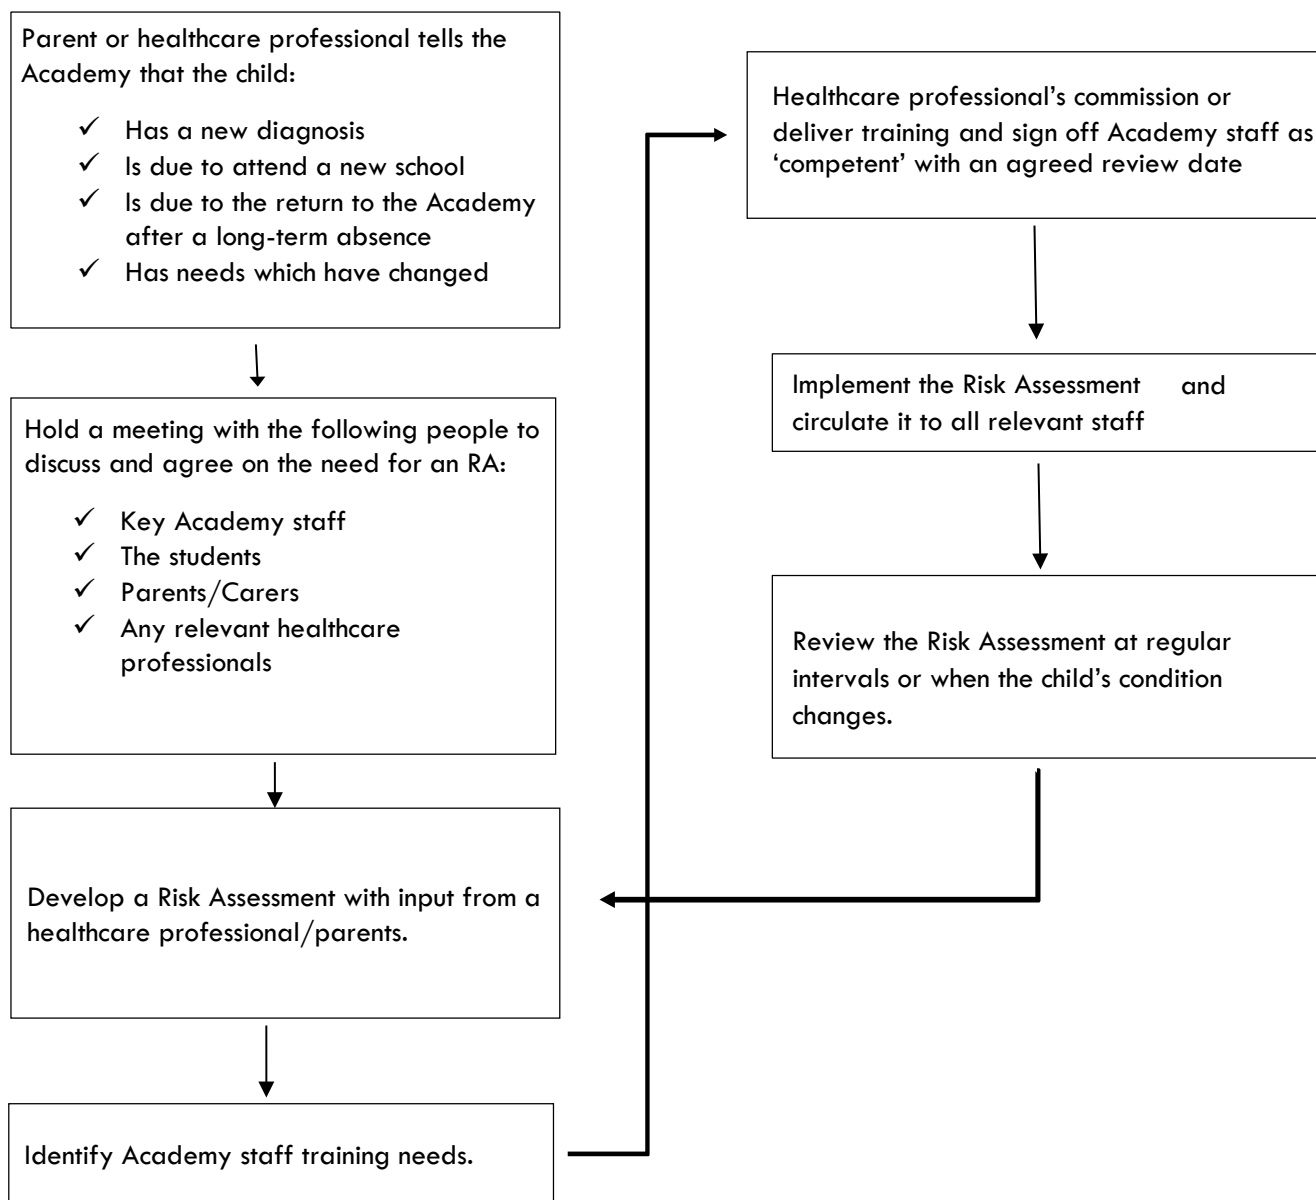 Parent or healthcare professional tells the
Academy that the child:
✓ Has a new diagnosis
✓ Is due to attend a new school
✓ Is due to the return to the Academy
after a long-term absence
✓ Has needs which have changed
Hold a meeting with the following people to
discuss and agree on the need for an RA:
✓ Key Academy staff
✓ The students
✓ Parents/Carers
✓ Any relevant healthcare
professionals
Develop a Risk Assessment with input from a
healthcare professional/parents.
Identify Academy staff training needs.
Healthcare professional’s commission or
deliver training and sign off Academy staff as
‘competent’ with an agreed review date
Implement the Risk Assessment and
circulate it to all relevant staff
Review the Risk Assessment at regular
intervals or when the child’s condition
changes.